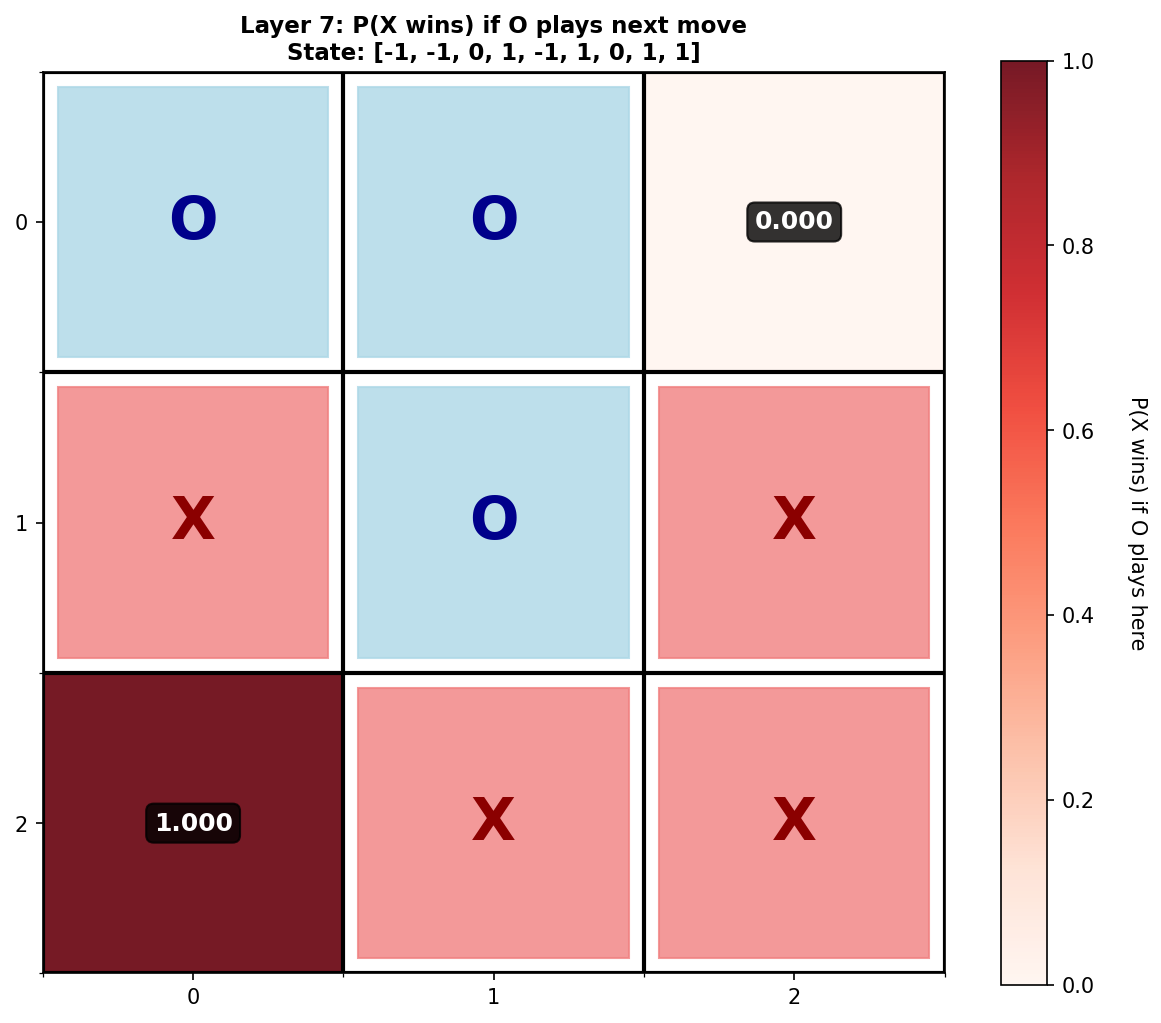 Layer 7: P(X wins) if O plays next move
State: [-1, -1, 0, 1, -1, 1, 0, 1, 1]
O O 0.000
X O X
1.000 X X
0
1
2
0 1 2
1.0
0.8
0.6
0.4
0.2
0.0
P(X wins) if O plays here